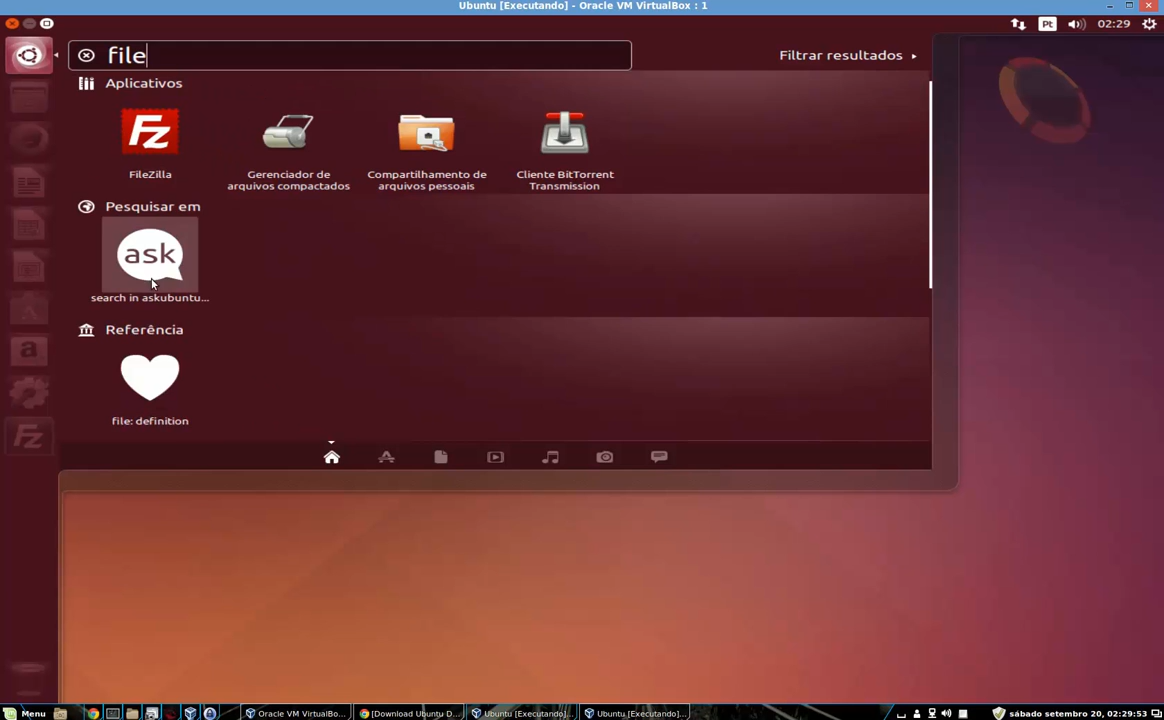 Ubuntu [Executando] - Oracle VM VirtualBox : 1
Pt
02:29
file
Filtrar resultados
Aplicativos
Fz
FileZilla
Gerenciador de
arquivos compactados
Compartilhamento de
arquivos pessoais
Cliente BitTorrent
Transmission
Pesquisar em
ask
search in askubuntu...
Referência
file: definition
a
Fz
Menu
Oracle VM VirtualBo...
[Download Ubuntu D...
Ubuntu [Executando]...
Ubuntu [Executando]...
sábado setembro 20, 02:29:53